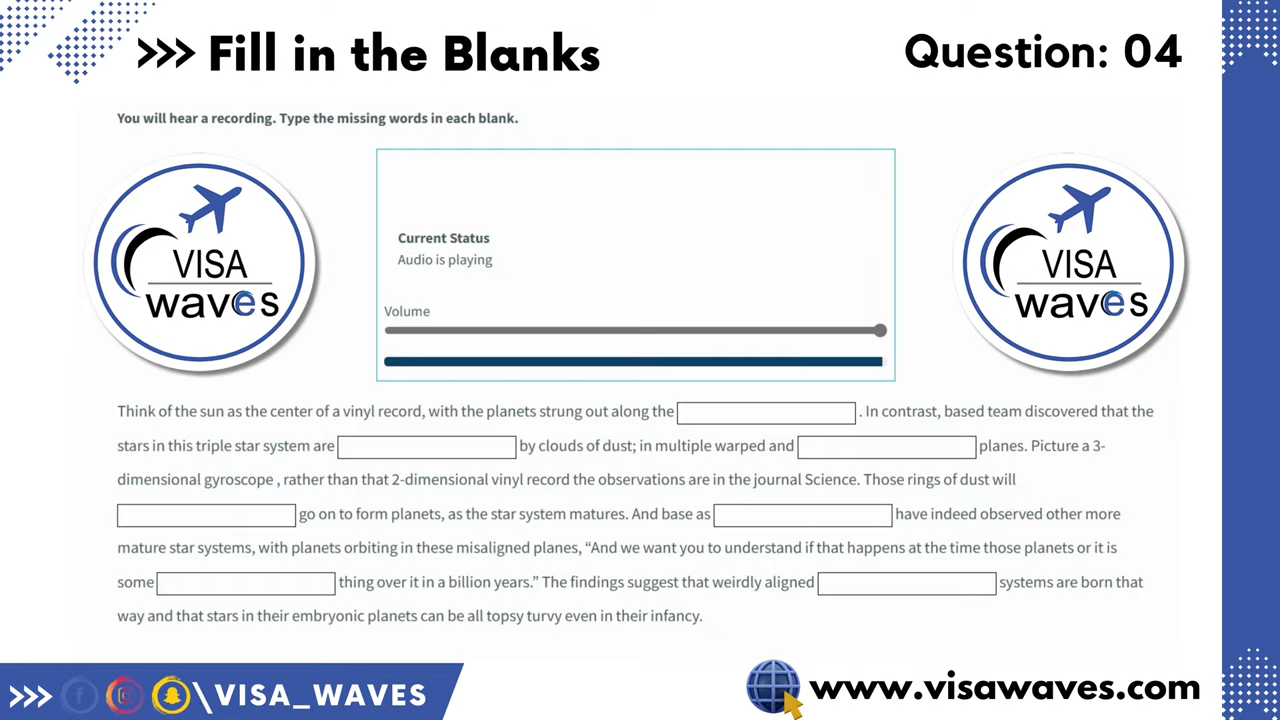 >>> Fill in the Blanks
Question: 04
You will hear a recording. Type the missing words in each blank.
VISA
waves
Current Status
Audio is playing
Volume
VISA
waves
Think of the sun as the center of a vinyl record, with the planets strung out along the . In contrast, based team discovered that the
stars in this triple star system are by clouds of dust; in multiple warped and planes. Picture a 3-
dimensional gyroscope , rather than that 2-dimensional vinyl record the observations are in the journal Science. Those rings of dust will
go on to form planets, as the star system matures. And base as have indeed observed other more
mature star systems, with planets orbiting in these misaligned planes, “And we want you to understand if that happens at the time those planets or it is
some thing over it in a billion years.” The findings suggest that weirdly aligned systems are born that
way and that stars in their embryonic planets can be all topsy turvy even in their infancy.
>>> \VISA_WAVES
www.visawaves.com